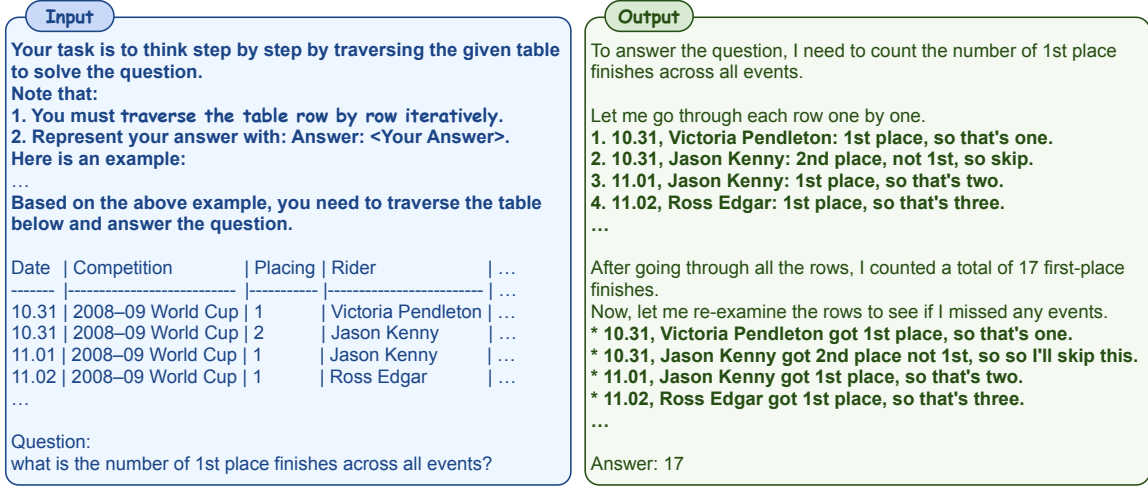 Input
Your task is to think step by step by traversing the given table
to solve the question.
Note that:
1. You must traverse the table row by row iteratively.
2. Represent your answer with: Answer: <Your Answer>.
Here is an example:
…
Based on the above example, you need to traverse the table
below and answer the question.
Date | Competition | Placing | Rider | …
------- |-------------------------- |----------- |------------------------ | …
10.31 | 2008–09 World Cup | 1 | Victoria Pendleton | …
10.31 | 2008–09 World Cup | 2 | Jason Kenny | …
11.01 | 2008–09 World Cup | 1 | Jason Kenny | …
11.02 | 2008–09 World Cup | 1 | Ross Edgar | …
…
Question:
what is the number of 1st place finishes across all events?
Output
To answer the question, I need to count the number of 1st place
finishes across all events.
Let me go through each row one by one.
1. 10.31, Victoria Pendleton: 1st place, so that's one.
2. 10.31, Jason Kenny: 2nd place, not 1st, so skip.
3. 11.01, Jason Kenny: 1st place, so that's two.
4. 11.02, Ross Edgar: 1st place, so that's three.
…
After going through all the rows, I counted a total of 17 first-place
finishes.
Now, let me re-examine the rows to see if I missed any events.
* 10.31, Victoria Pendleton got 1st place, so that's one.
* 10.31, Jason Kenny got 2nd place not 1st, so so I'll skip this.
* 11.01, Jason Kenny got 1st place, so that's two.
* 11.02, Ross Edgar got 1st place, so that's three.
…
Answer: 17